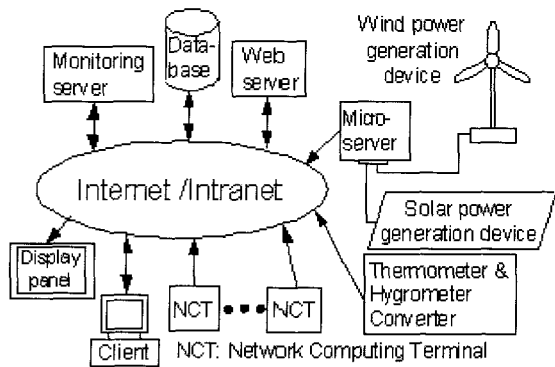 Monitoring
server
Data-
base
Web
server
Wind power
generation
device
Micro-
server
Internet /Intranet
Solar power
generation device
Display
panel
Thermometer &
Hygrometer
Converter
NCT
NCT
Client
NCT: Network Computing Terminal